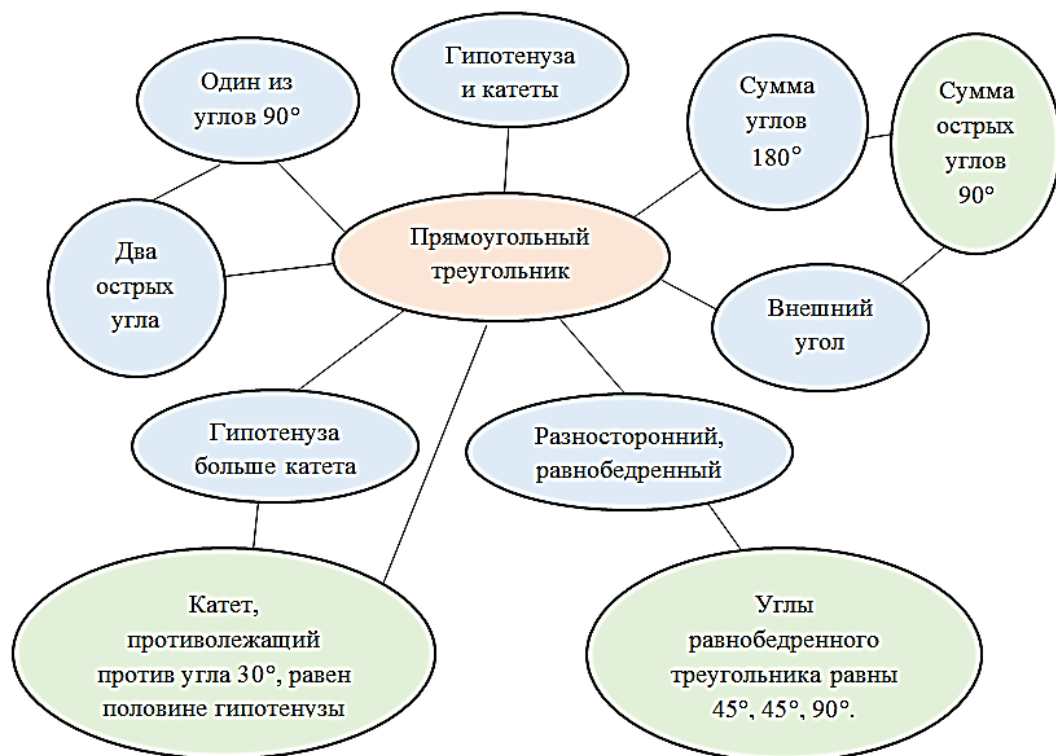 Один из
углов 90°
Гипотенуза
и катеты
Сумма
углов
180°
Сумма
острых
углов
90°
Прямоугольный
треугольник
Два
острых
угла
Внешний
угол
Гипотенуза
больше катета
Разносторонний,
равнобедренный
Катет,
противолежащий
против угла 30°, равен
половине гипотенузы
Углы
равнобедренного
треугольника равны
45°, 45°, 90°.